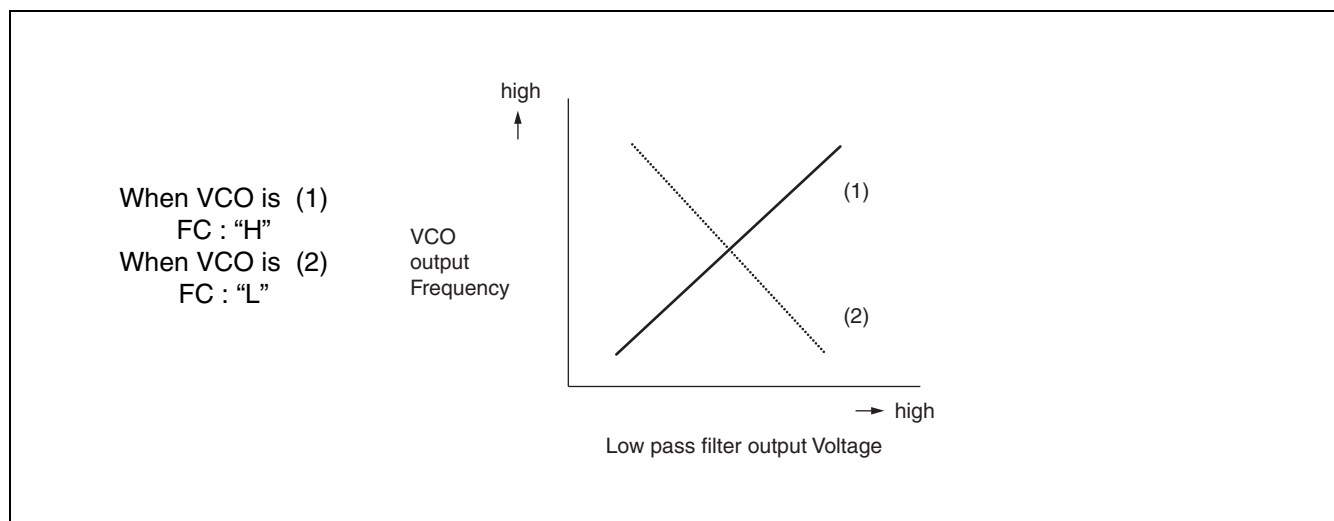 When VCO is (1)
FC : “H”
When VCO is (2)
FC : “L”
high
VCO
output
Frequency
(1)
(2)
high
Low pass filter output Voltage